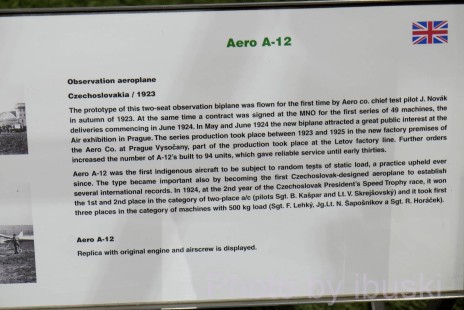 Aero A-12
Observation aeroplane
Czechoslovakia / 1923
The prototype of this two-seat observation biplane was flown for the first time by Aero co. chief test pilot J. Novák
in autumn of 1923. At the same time a contract was signed at the MNO for the first series of 49 machines, the
deliveries commencing in June 1924. In May and June 1924 the new biplane attracted a great public interest at the
Air exhibition in Prague. The series production took place between 1923 and 1925 in the new factory premises of
the Aero Co. at Prague Vysočany, part of the production took place at the Letov factory line. Further orders
increased the number of A-12's built to 94 units, which gave reliable service until early thirties.
Aero A-12 was the first indigenous aircraft to be subject to random tests of static load, a practice upheld ever
since. The type became important also by becoming the first Czechoslovak-designed aeroplane to establish
several international records. In 1924, at the 2nd year of the Czechoslovak President's Speed Trophy race, it won
the 1st and 2nd place in the category of two-place a/c (pilots Sgt. B. Kašpar and Lt. V. Skrejšovský) and it took first
three places in the category of machines with 500 kg load (Sgt. F. Lehký, Jg.Lt. N. Šapošnikov a Sgt. R. Horáček).
Aero A-12
Replica with original engine and airscrew is displayed.
Photo by ibuski